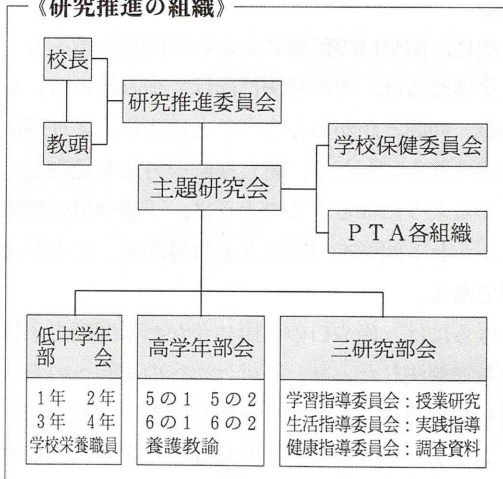 《研究推進の組織》
校長
研究推進委員会
教頭
学校保健委員会
主題研究会
PTA各組織
低中学年
部 会
1年 2年
3年 4年
学校栄養職員
高学年部会
5の1 5の2
6の1 6の2
養護教諭
三研究部会
学習指導委員会:授業研究
生活指導委員会:実践指導
健康指導委員会:調査資料